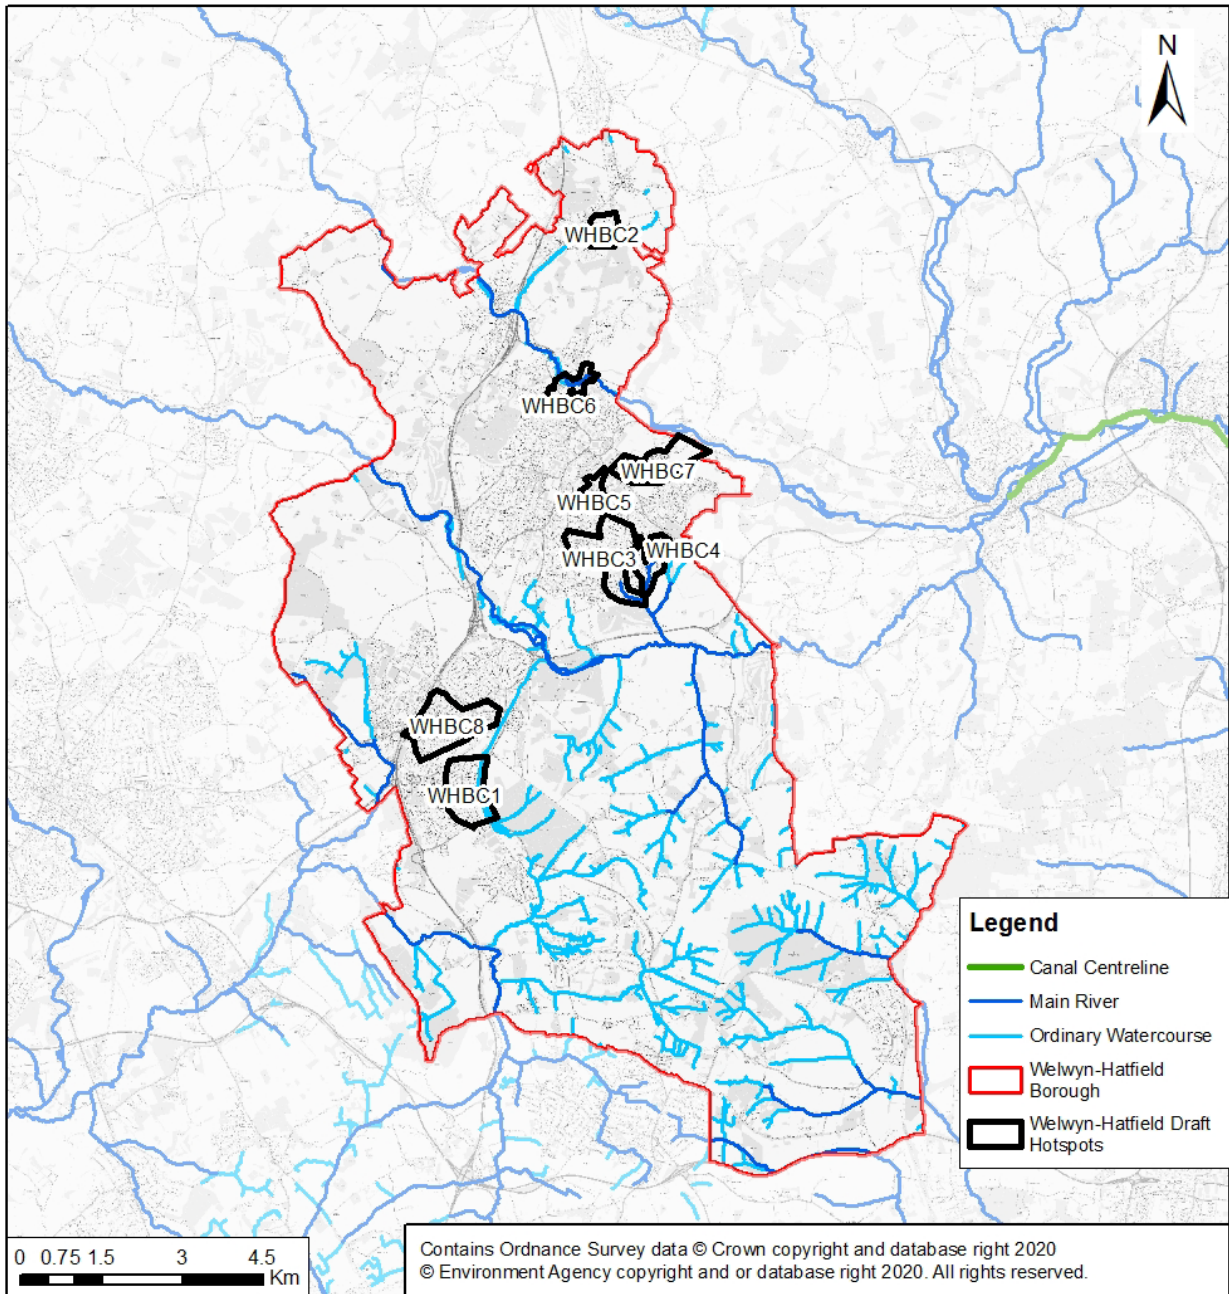 N
WHBC2
WHBC6
WHBC7
WHBC5
WHBC4
WHBC3
WHBC8
WHBC1
Legend
Canal Centreline
Main River
Ordinary Watercourse
Welwyn-Hatfield
Borough
Welwyn-Hatfield Draft
Hotspots
0 0.75 1.5 3 4.5
Km
Contains Ordnance Survey data © Crown copyright and database right 2020
© Environment Agency copyright and or database right 2020. All rights reserved.